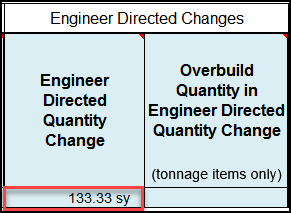 Engineer Directed Changes
Engineer
Directed
Quantity
Change
Overbuild
Quantity in
Engineer Directed
Quantity Change
(tonnage items only)
133.33 sy